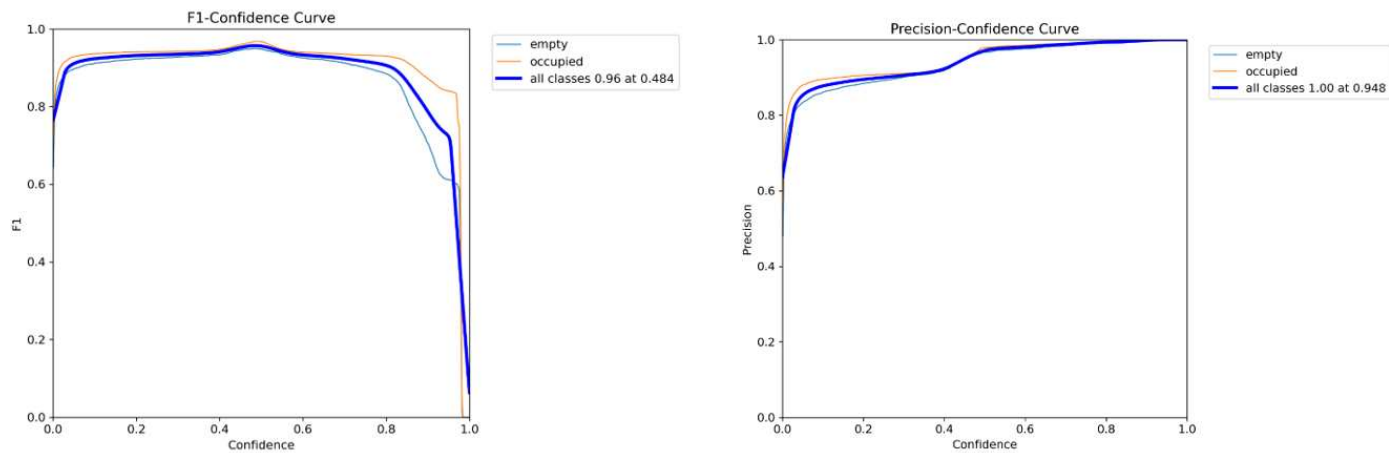 F1-Confidence Curve
1.0
0.8
0.6
0.4
0.2
0.0
F1
0.0 0.2 0.4 0.6 0.8 1.0
Confidence
empty
occupied
all classes 0.96 at 0.484
Precision-Confidence Curve
1.0
0.8
0.6
0.4
0.2
0.0
Precision
0.0 0.2 0.4 0.6 0.8 1.0
Confidence
empty
occupied
all classes 1.00 at 0.948